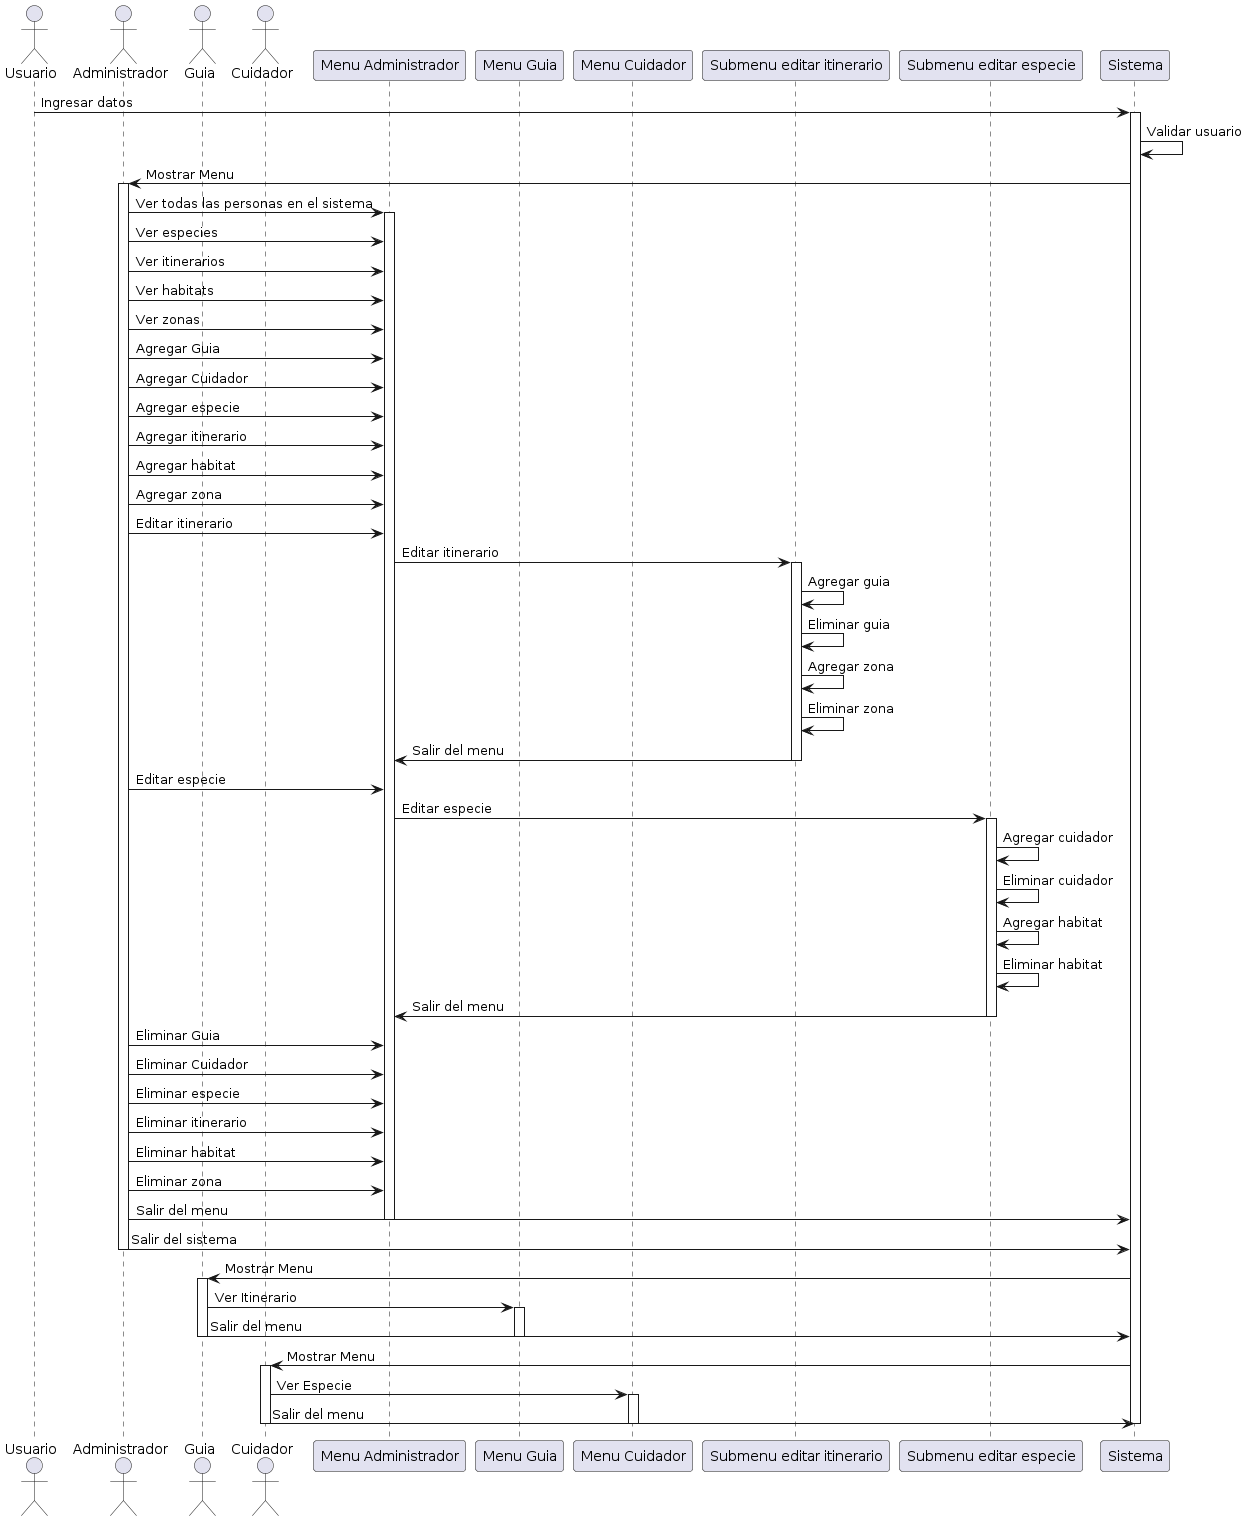 Usuario
Administrador
Guia
Cuidador
Menu Administrador
Menu Guia
Menu Cuidador
Submenu editar itinerario
Submenu editar especie
Sistema
Ingresar datos
Validar usuario
Mostrar Menu
Ver todas las personas en el sistema
Ver especies
Ver itinerarios
Ver habitats
Ver zonas
Agregar Guia
Agregar Cuidador
Agregar especie
Agregar itinerario
Agregar habitat
Agregar zona
Editar itinerario
Editar itinerario
Agregar guia
Eliminar guia
Agregar zona
Eliminar zona
Salir del menu
Editar especie
Editar especie
Agregar cuidador
Eliminar cuidador
Agregar habitat
Eliminar habitat
Salir del menu
Eliminar Guia
Eliminar Cuidador
Eliminar especie
Eliminar itinerario
Eliminar habitat
Eliminar zona
Salir del menu
Salir del sistema
Mostrar Menu
Ver Itinerario
Salir del menu
Mostrar Menu
Ver Especie
Salir del menu
Usuario
Administrador
Guia
Cuidador
Menu Administrador
Menu Guia
Menu Cuidador
Submenu editar itinerario
Submenu editar especie
Sistema